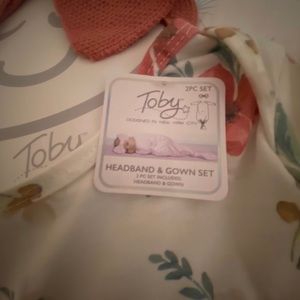 2PC SET
Toby
DESIGNED IN NEW YORK CITY
HEADBAND & GOWN SET
2 PC SET INCLUDES:
HEADBAND & GOWN
Toby